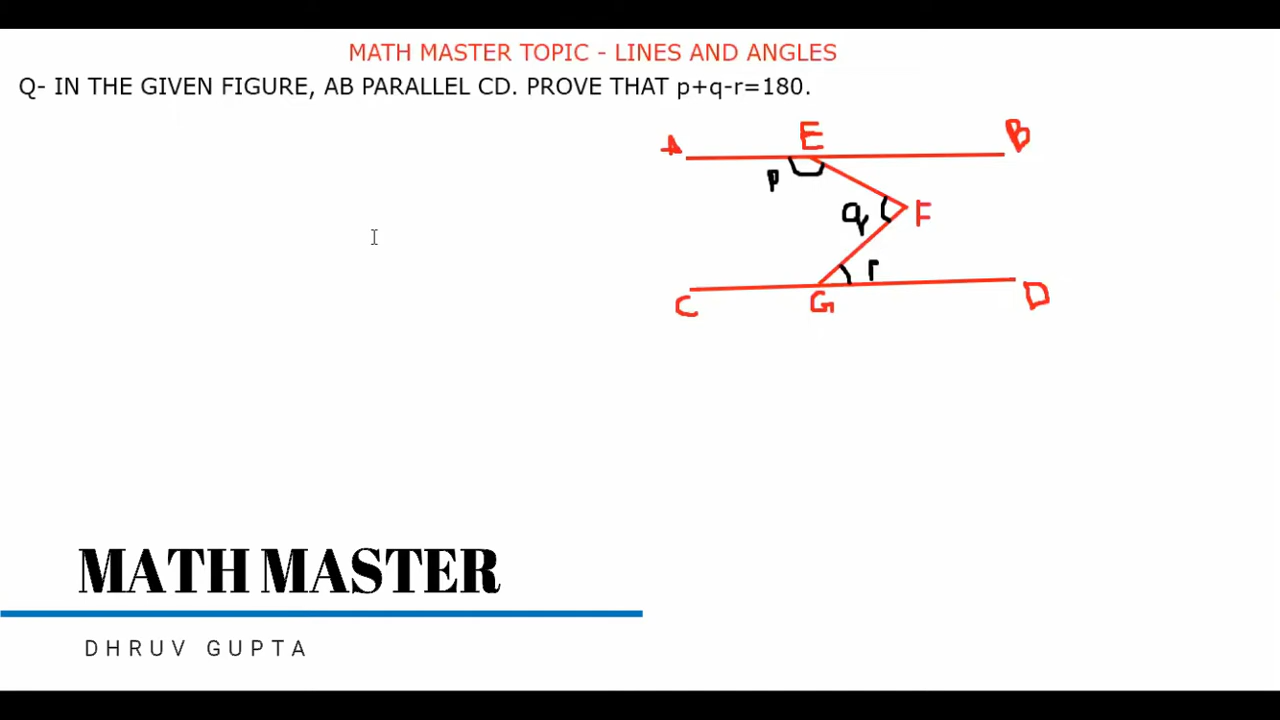 MATH MASTER TOPIC - LINES AND ANGLES
Q- IN THE GIVEN FIGURE, AB PARALLEL CD. PROVE THAT p+q-r=180.
A E B
p
q F
r
C G D
MATH MASTER
DHRUV GUPTA